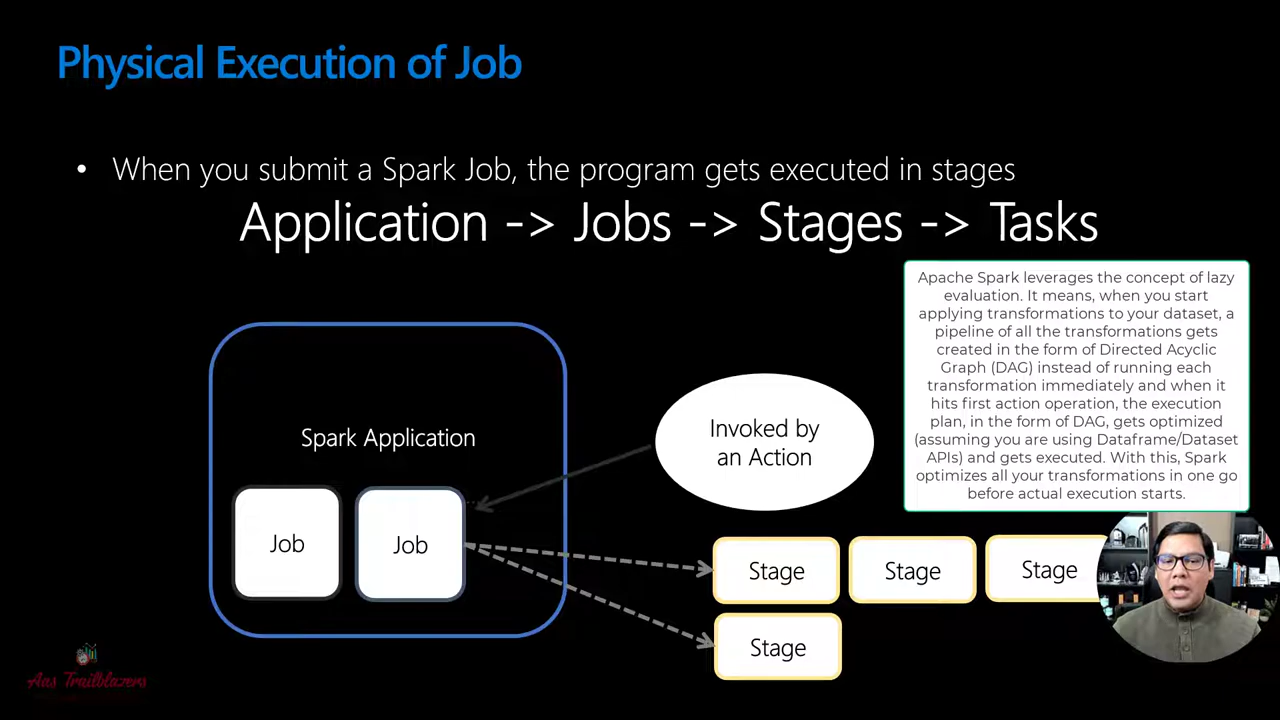 Physical Execution of Job
• When you submit a Spark Job, the program gets executed in stages
Application -> Jobs -> Stages -> Tasks
Apache Spark leverages the concept of lazy
evaluation. It means, when you start
applying transformations to your dataset, a
pipeline of all the transformations gets
created in the form of Directed Acyclic
Graph (DAG) instead of running each
transformation immediately and when it
hits first action operation, the execution
plan, in the form of DAG, gets optimized
(assuming you are using Dataframe/Dataset
APIs) and gets executed. With this, Spark
optimizes all your transformations in one go
before actual execution starts.
Spark Application
Job
Job
Invoked by
an Action
Stage
Stage
Stage
Stage
Aas Trailblazers